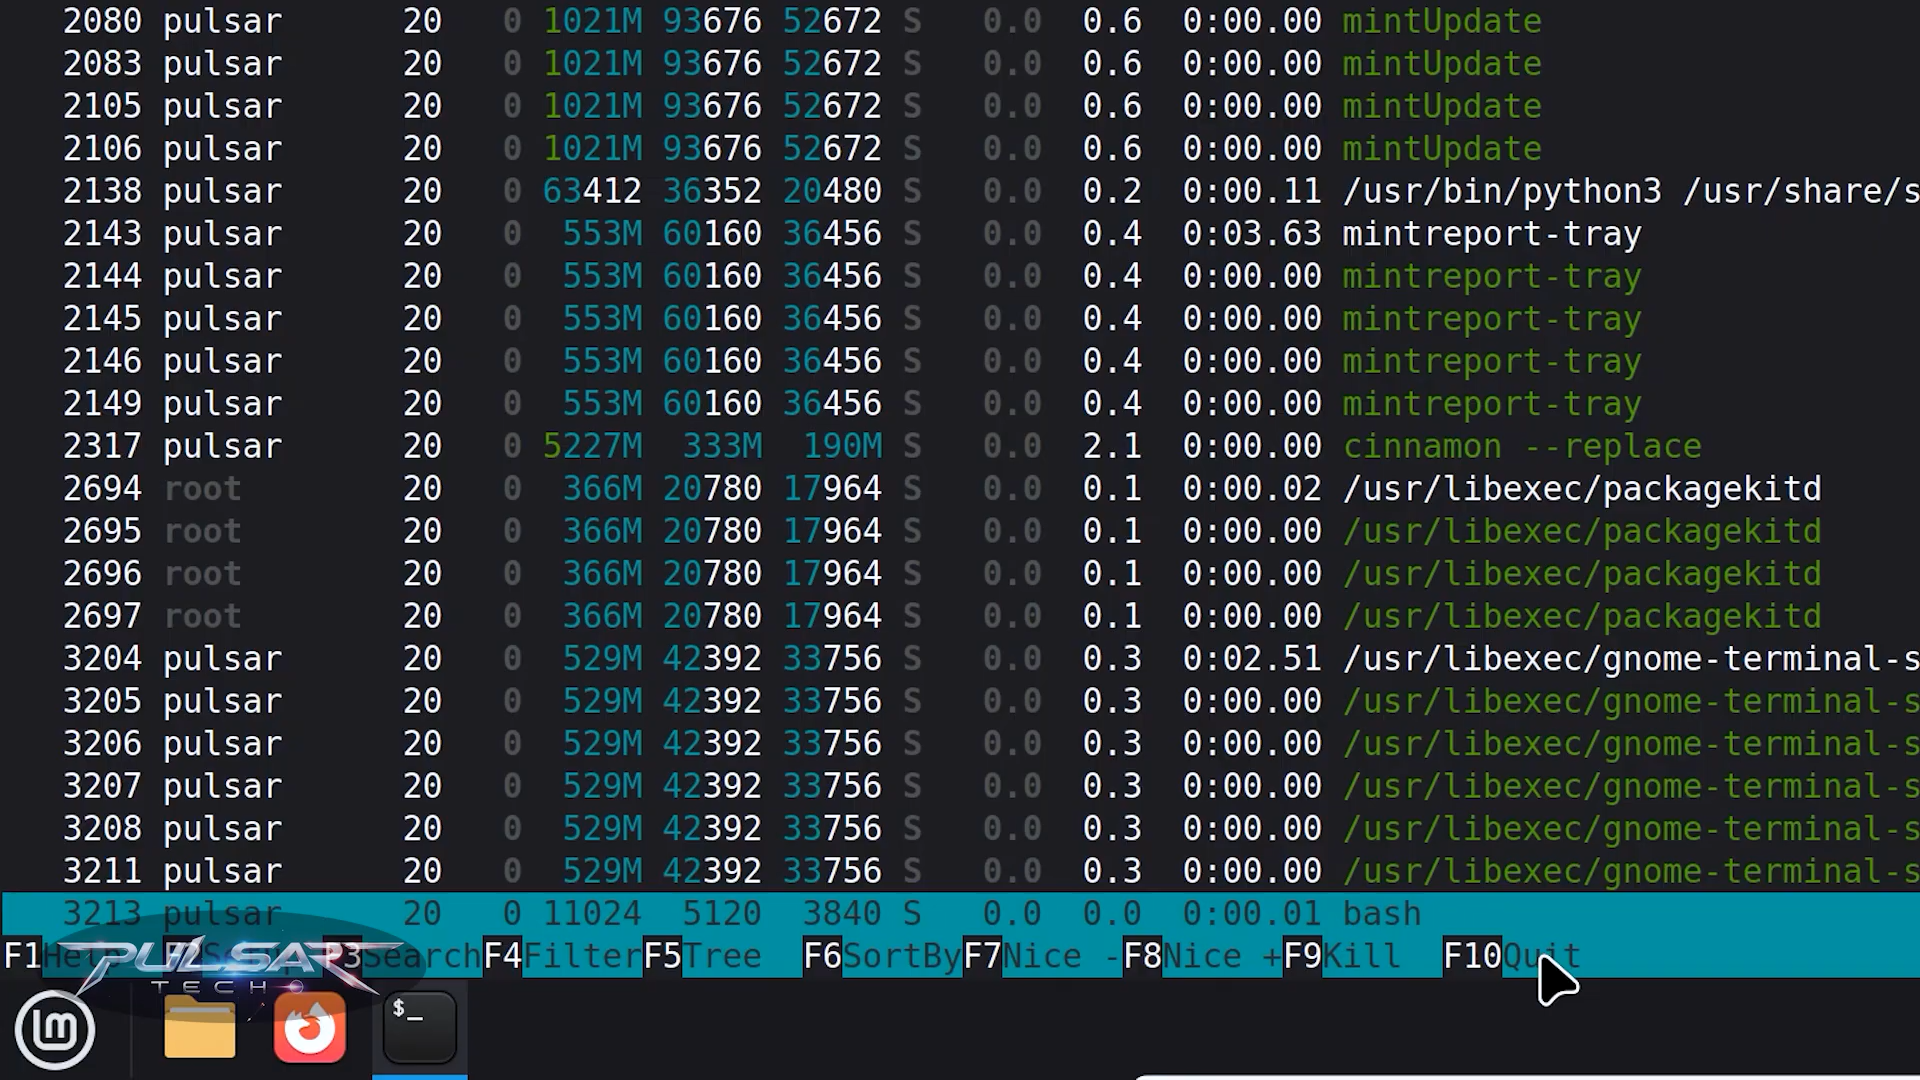 2080 pulsar 20 0 1021M 93676 52672 S 0.0 0.6 0:00.00 mintUpdate
2083 pulsar 20 0 1021M 93676 52672 S 0.0 0.6 0:00.00 mintUpdate
2105 pulsar 20 0 1021M 93676 52672 S 0.0 0.6 0:00.00 mintUpdate
2106 pulsar 20 0 1021M 93676 52672 S 0.0 0.6 0:00.00 mintUpdate
2138 pulsar 20 0 63412 36352 20480 S 0.0 0.2 0:00.11 /usr/bin/python3 /usr/share/s
2143 pulsar 20 0 553M 60160 36456 S 0.0 0.4 0:03.63 mintreport-tray
2144 pulsar 20 0 553M 60160 36456 S 0.0 0.4 0:00.00 mintreport-tray
2145 pulsar 20 0 553M 60160 36456 S 0.0 0.4 0:00.00 mintreport-tray
2146 pulsar 20 0 553M 60160 36456 S 0.0 0.4 0:00.00 mintreport-tray
2149 pulsar 20 0 553M 60160 36456 S 0.0 0.4 0:00.00 mintreport-tray
2317 pulsar 20 0 5227M 333M 190M S 0.0 2.1 0:00.00 cinnamon --replace
2694 root 20 0 366M 20780 17964 S 0.0 0.1 0:00.02 /usr/libexec/packagekitd
2695 root 20 0 366M 20780 17964 S 0.0 0.1 0:00.00 /usr/libexec/packagekitd
2696 root 20 0 366M 20780 17964 S 0.0 0.1 0:00.00 /usr/libexec/packagekitd
2697 root 20 0 366M 20780 17964 S 0.0 0.1 0:00.00 /usr/libexec/packagekitd
3204 pulsar 20 0 529M 42392 33756 S 0.0 0.3 0:02.51 /usr/libexec/gnome-terminal-s
3205 pulsar 20 0 529M 42392 33756 S 0.0 0.3 0:00.00 /usr/libexec/gnome-terminal-s
3206 pulsar 20 0 529M 42392 33756 S 0.0 0.3 0:00.00 /usr/libexec/gnome-terminal-s
3207 pulsar 20 0 529M 42392 33756 S 0.0 0.3 0:00.00 /usr/libexec/gnome-terminal-s
3208 pulsar 20 0 529M 42392 33756 S 0.0 0.3 0:00.00 /usr/libexec/gnome-terminal-s
3211 pulsar 20 0 529M 42392 33756 S 0.0 0.3 0:00.00 /usr/libexec/gnome-terminal-s
3213 pulsar 20 0 11024 5120 3840 S 0.0 0.0 0:00.01 bash
F1 F3Search F4Filter F5Tree F6SortBy F7Nice - F8Nice + F9Kill F10Quit
PULSAR
TECH
$_